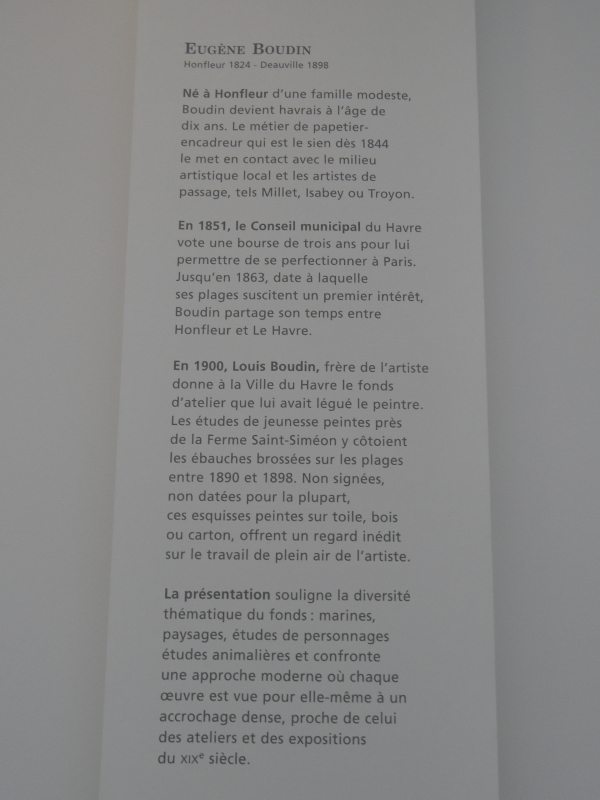 EUGÈNE BOUDIN
Honfleur 1824 - Deauville 1898
Né à Honfleur d'une famille modeste,
Boudin devient havrais à l'âge de
dix ans. Le métier de papetier-
encadreur qui est le sien dès 1844
le met en contact avec le milieu
artistique local et les artistes de
passage, tels Millet, Isabey ou Troyon.
En 1851, le Conseil municipal du Havre
vote une bourse de trois ans pour lui
permettre de se perfectionner à Paris.
Jusqu'en 1863, date à laquelle
ses plages suscitent un premier intérêt,
Boudin partage son temps entre
Honfleur et Le Havre.
En 1900, Louis Boudin, frère de l'artiste
donne à la Ville du Havre le fonds
d'atelier que lui avait légué le peintre.
Les études de jeunesse peintes près
de la Ferme Saint-Siméon y côtoient
les ébauches brossées sur les plages
entre 1890 et 1898. Non signées,
non datées pour la plupart,
ces esquisses peintes sur toile, bois
ou carton, offrent un regard inédit
sur le travail de plein air de l'artiste.
La présentation souligne la diversité
thématique du fonds : marines,
paysages, études de personnages
études animalières et confronte
une approche moderne où chaque
œuvre est vue pour elle-même à un
accrochage dense, proche de celui
des ateliers et des expositions
du XIXe siècle.